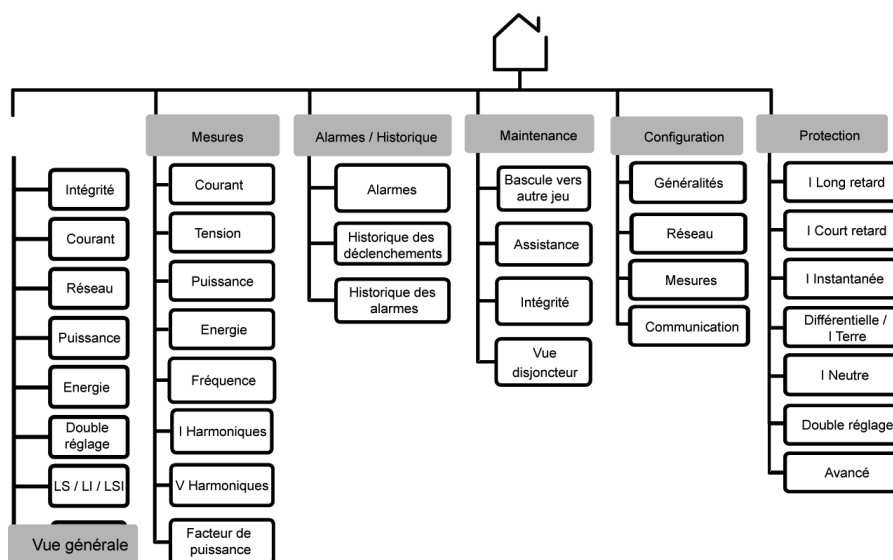 Mesures
Alarmes / Historique
Maintenance
Configuration
Protection
Intégrité
Courant
Réseau
Puissance
Energie
Double
réglage
LS / LI / LSI
Vue générale
Courant
Tension
Puissance
Energie
Fréquence
I Harmoniques
V Harmoniques
Facteur de
puissance
Alarmes
Historique des
déclenchements
Historique des
alarmes
Bascule vers
autre jeu
Assistance
Intégrité
Vue
disjoncteur
Généralités
Réseau
Mesures
Communication
I Long retard
I Court retard
I Instantanée
Différentielle /
I Terre
I Neutre
Double réglage
Avancé